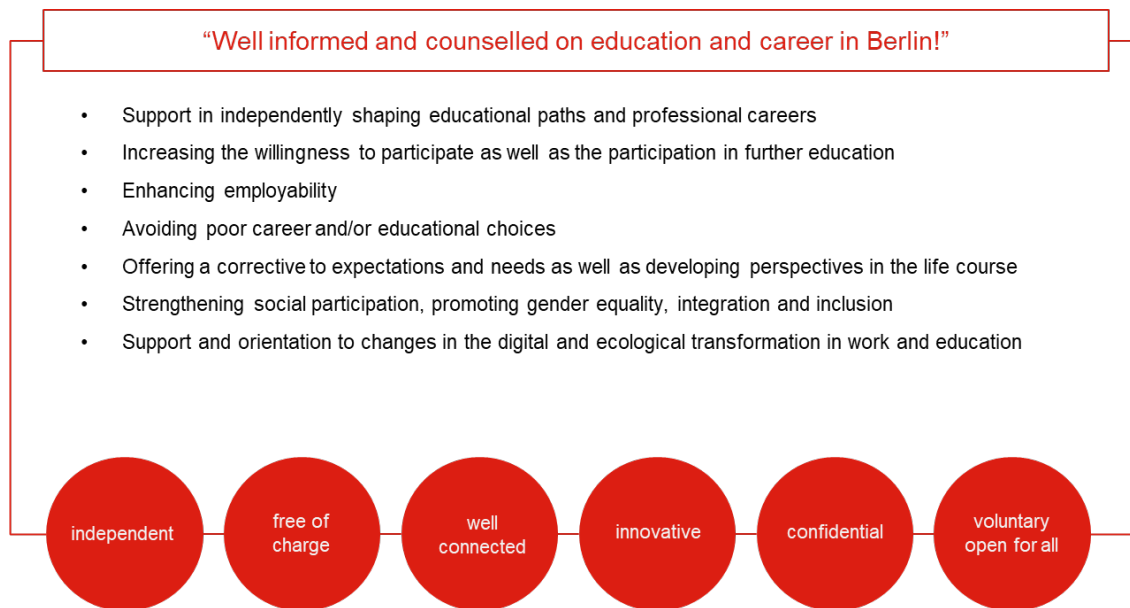 “Well informed and counselled on education and career in Berlin!”
• Support in independently shaping educational paths and professional careers
• Increasing the willingness to participate as well as the participation in further education
• Enhancing employability
• Avoiding poor career and/or educational choices
• Offering a corrective to expectations and needs as well as developing perspectives in the life course
• Strengthening social participation, promoting gender equality, integration and inclusion
• Support and orientation to changes in the digital and ecological transformation in work and education
independent
free of
charge
well
connected
innovative
confidential
voluntary
open for all